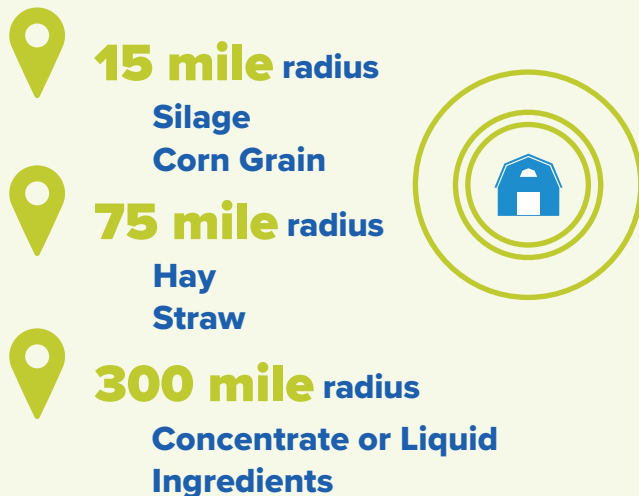 15 mile radius
Silage
Corn Grain
75 mile radius
Hay
Straw
300 mile radius
Concentrate or Liquid
Ingredients